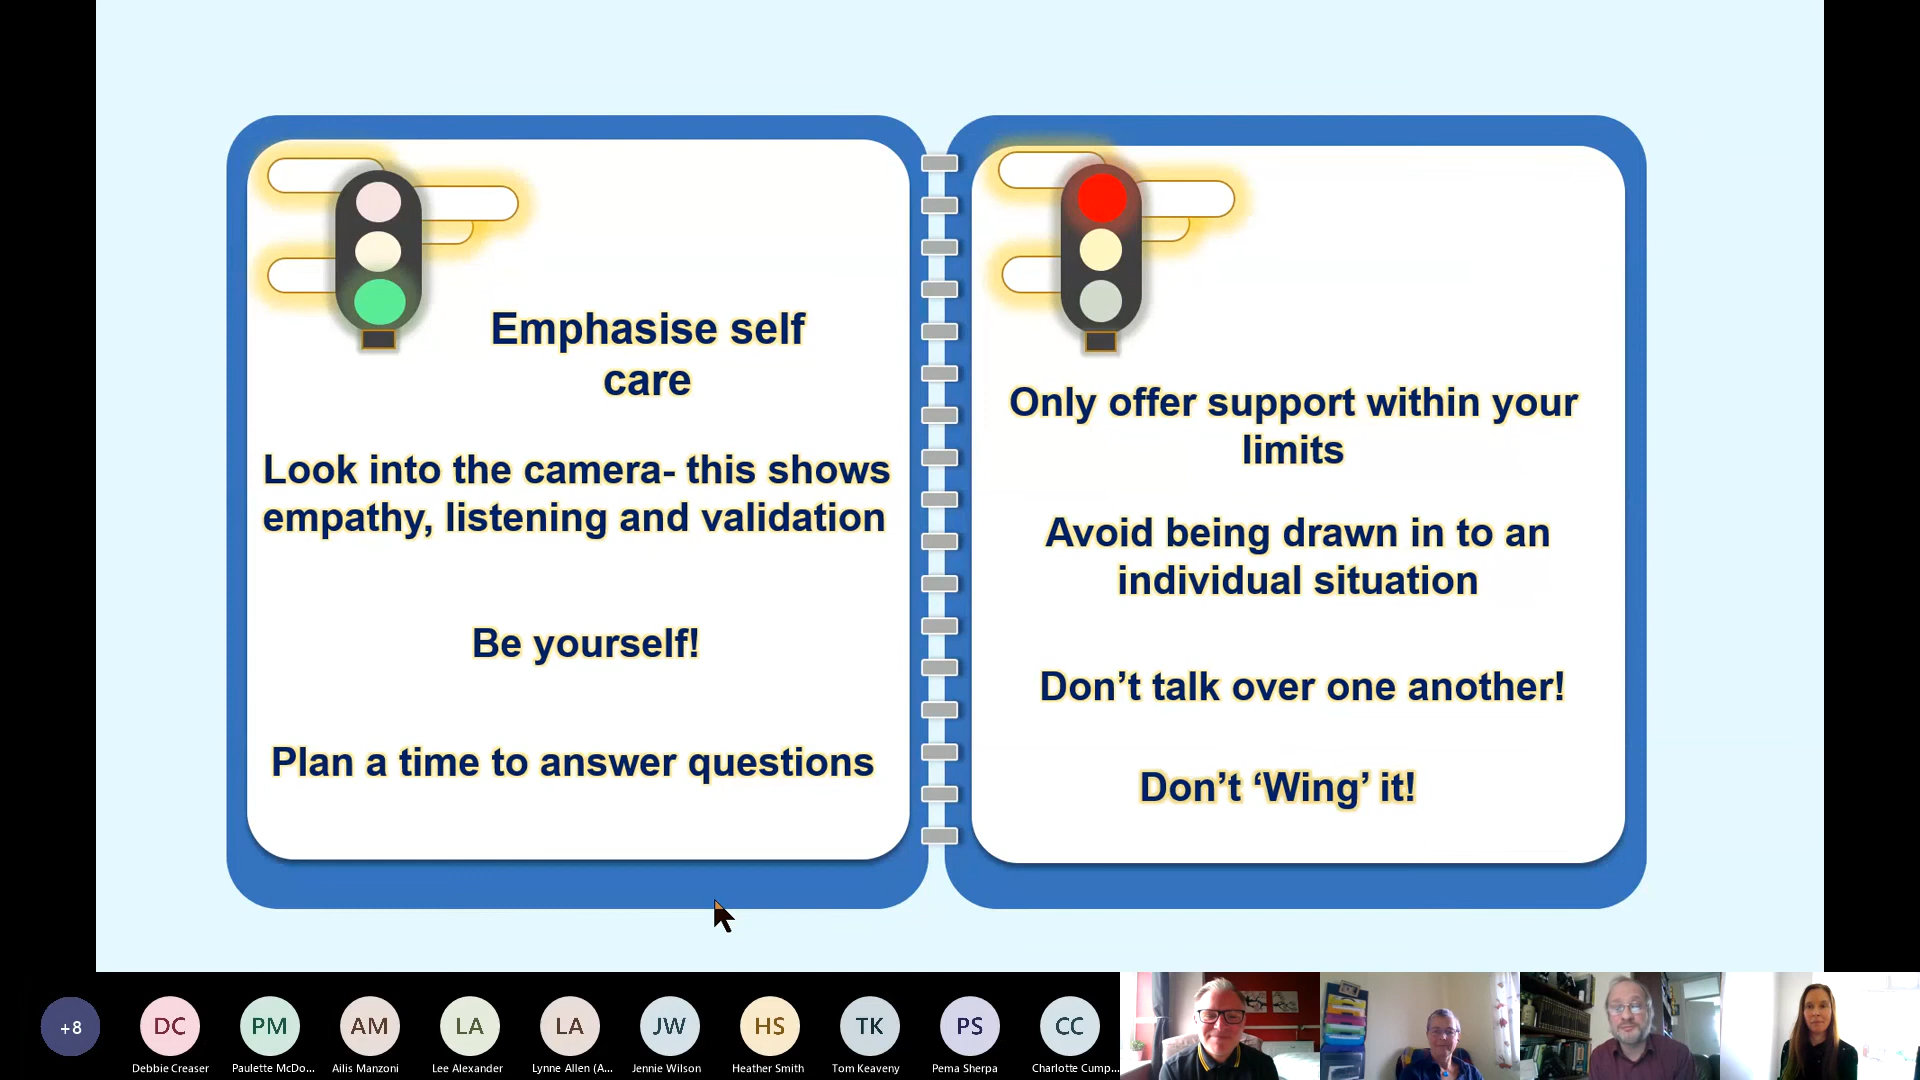 Emphasise self
care
Look into the camera- this shows
empathy, listening and validation
Be yourself!
Plan a time to answer questions
Only offer support within your
limits
Avoid being drawn in to an
individual situation
Don’t talk over one another!
Don’t ‘Wing’ it!
+8
DC
PM
AM
LA
LA
JW
HS
TK
PS
CC
Debbie Creaser
Paulette McDo...
Ailis Manzoni
Lee Alexander
Lynne Allen (A...
Jennie Wilson
Heather Smith
Tom Keaveny
Pema Sherpa
Charlotte Cump...